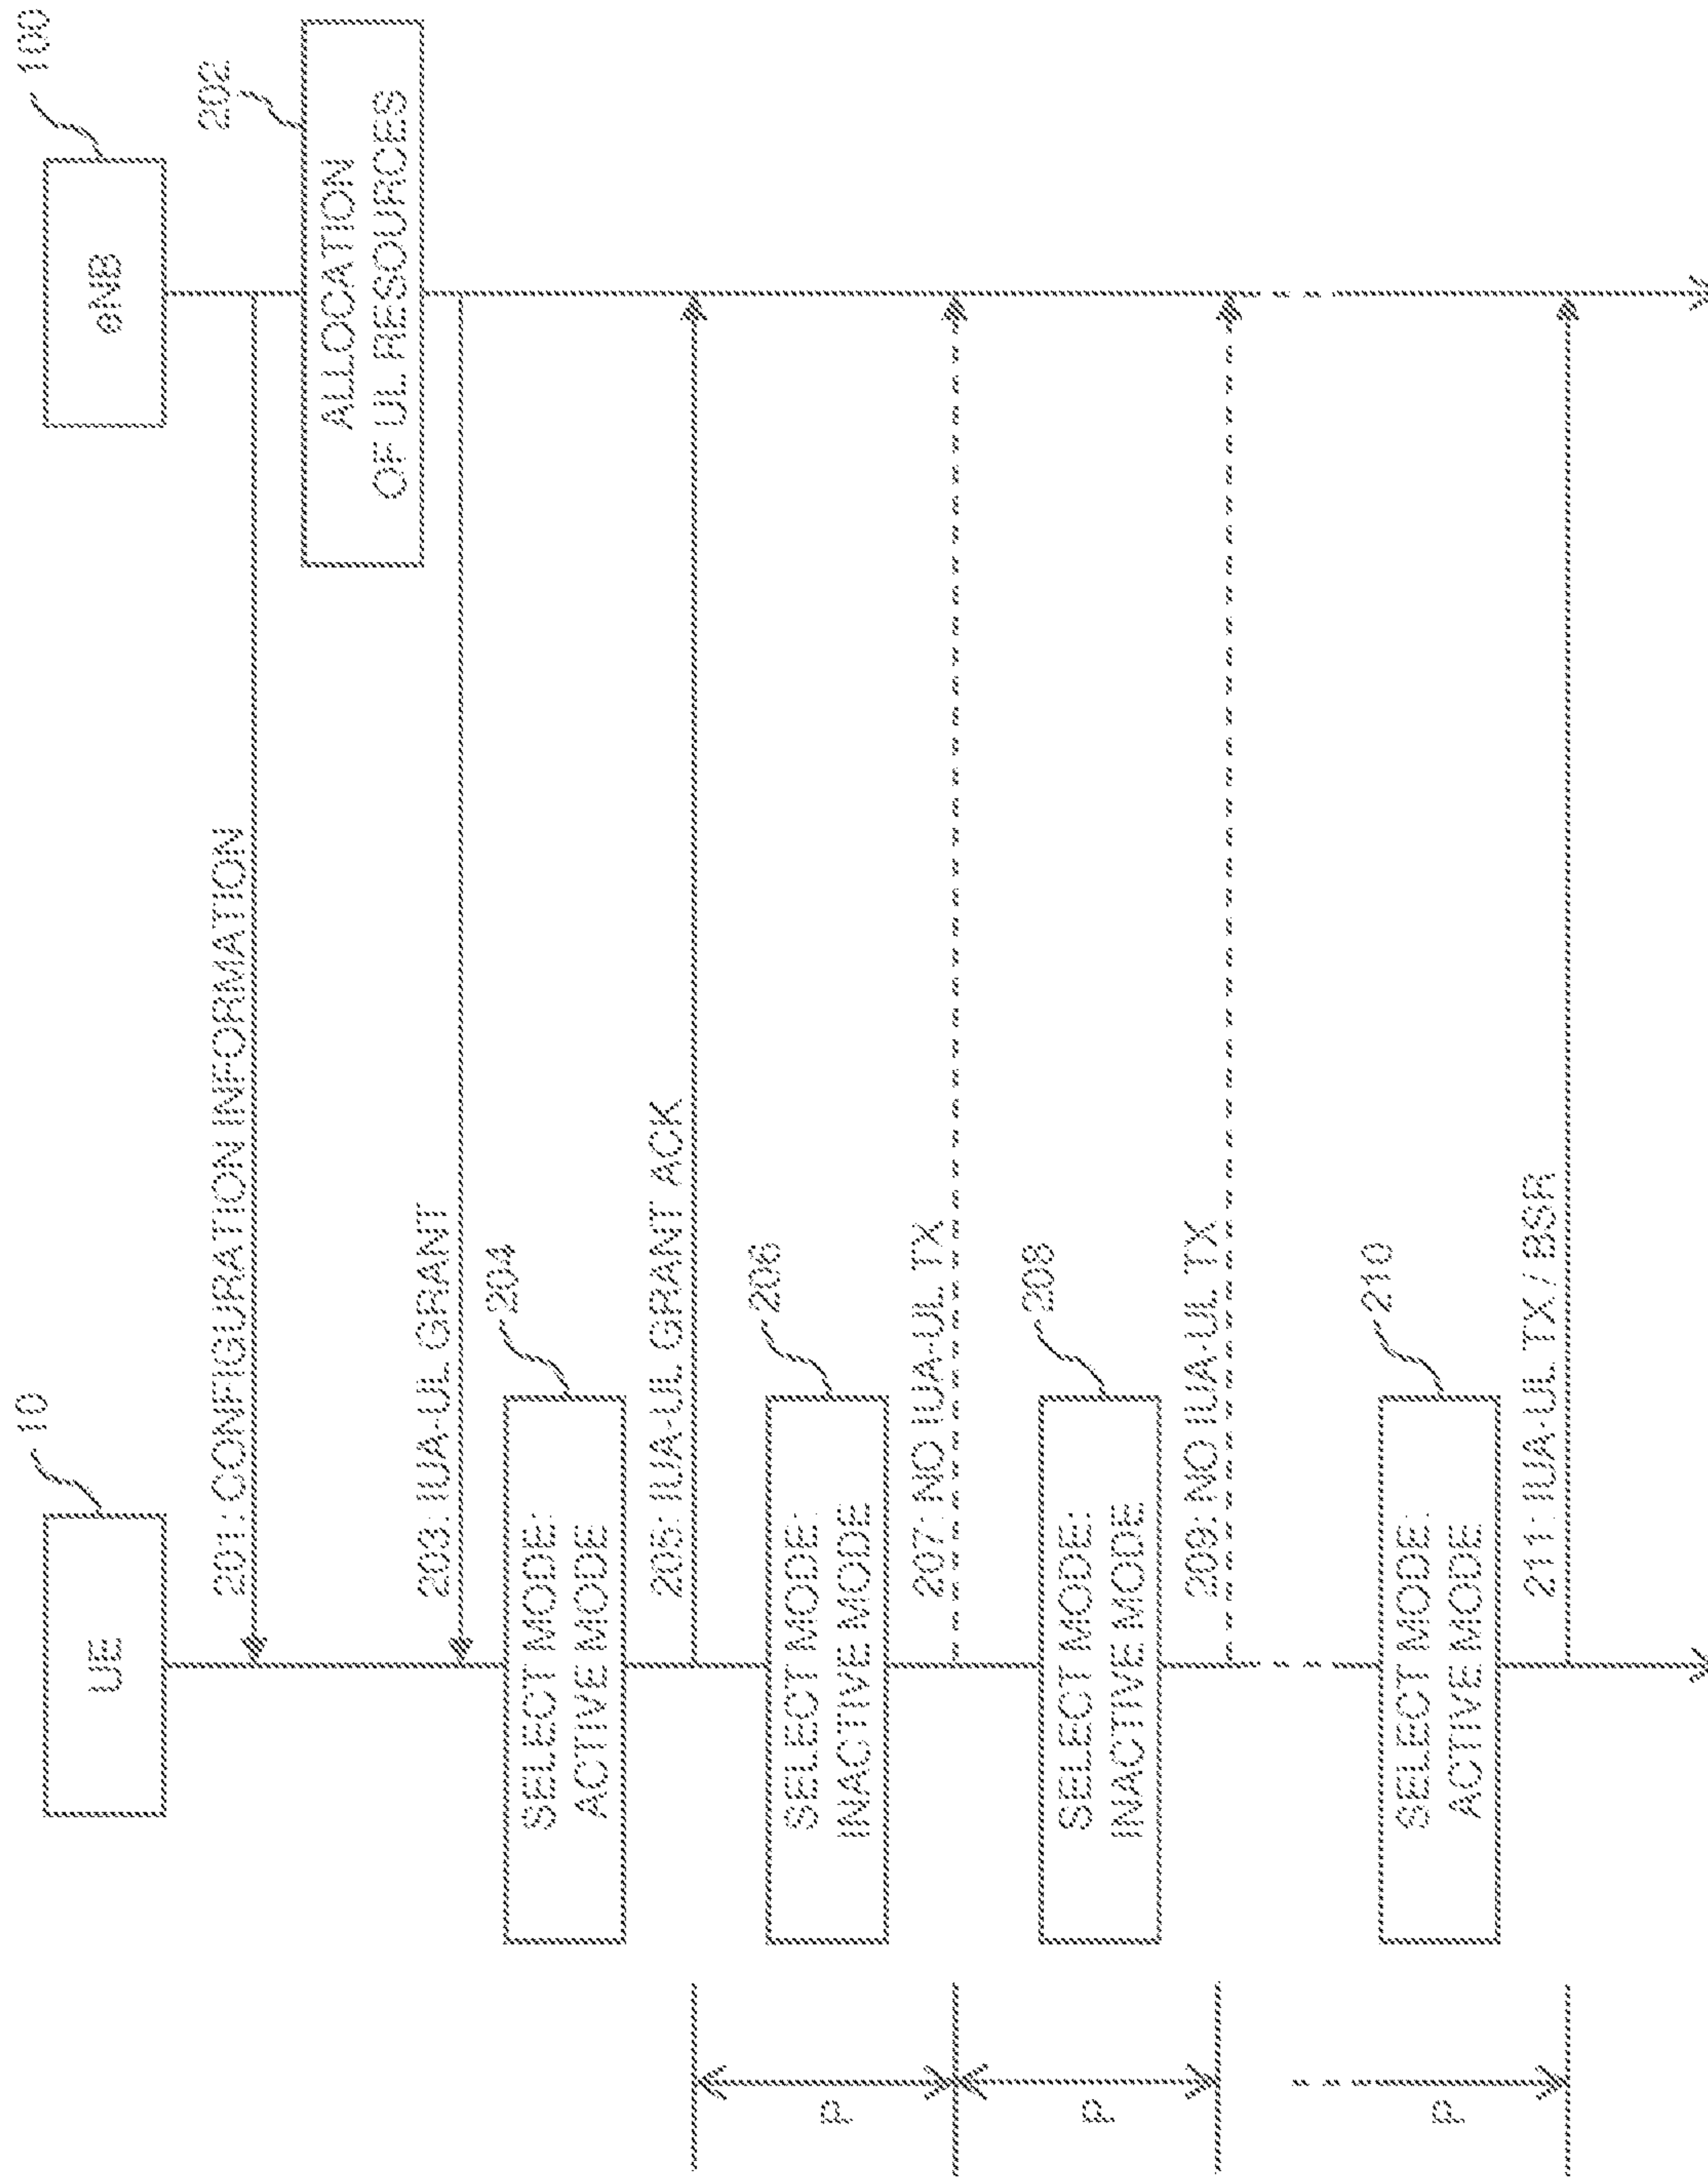 UE
10
eNB
100
201: CONFIGURATION INFORMATION
202
ALLOCATION
OF UL RESOURCES
203: IUA-UL GRANT
204
SELECT MODE:
ACTIVE MODE
205: IUA-UL GRANT ACK
206
SELECT MODE:
INACTIVE MODE
P
207: NO IUA-UL TX
208
SELECT MODE:
INACTIVE MODE
P
209: NO IUA-UL TX
210
SELECT MODE:
ACTIVE MODE
P
211: IUA-UL TX / BSR